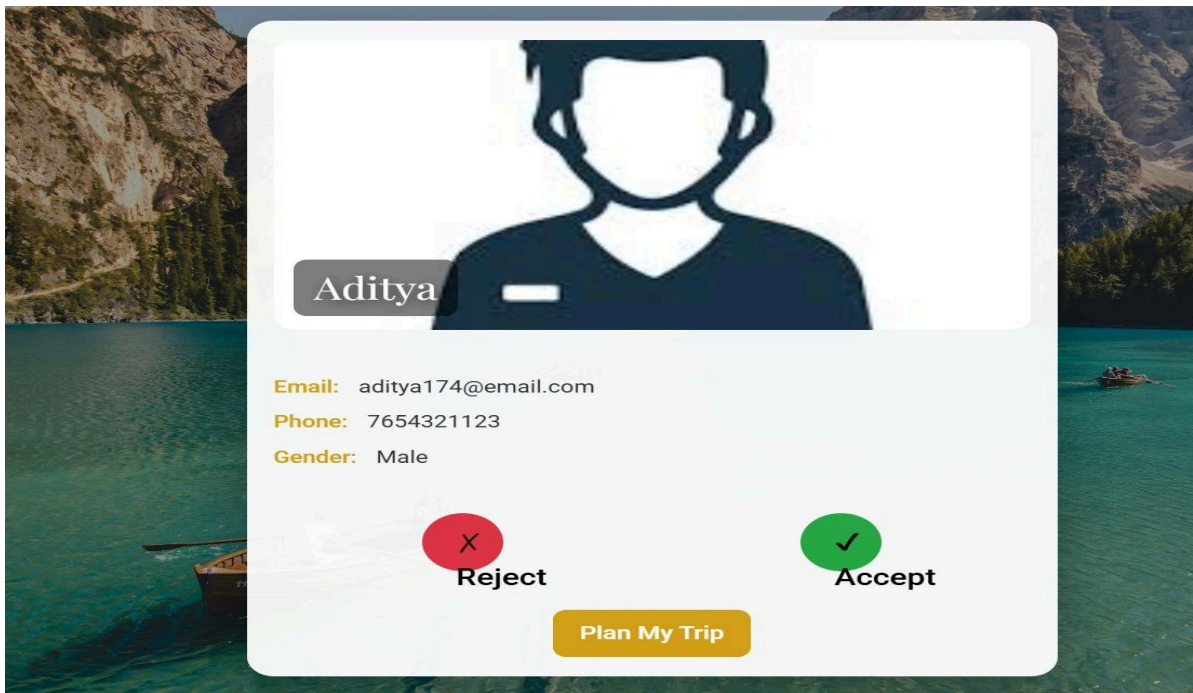 Aditya
Email: aditya174@email.com
Phone: 7654321123
Gender: Male
✗ ✓
Reject Accept
Plan My Trip